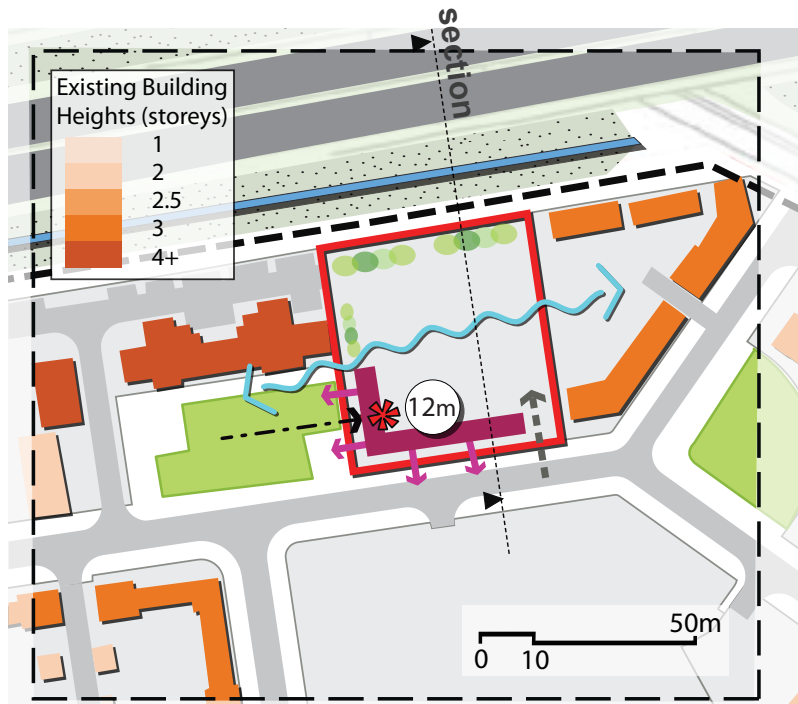 section
Existing Building
Heights (storeys)
1
2
2.5
3
4+
12m
50m
0 10